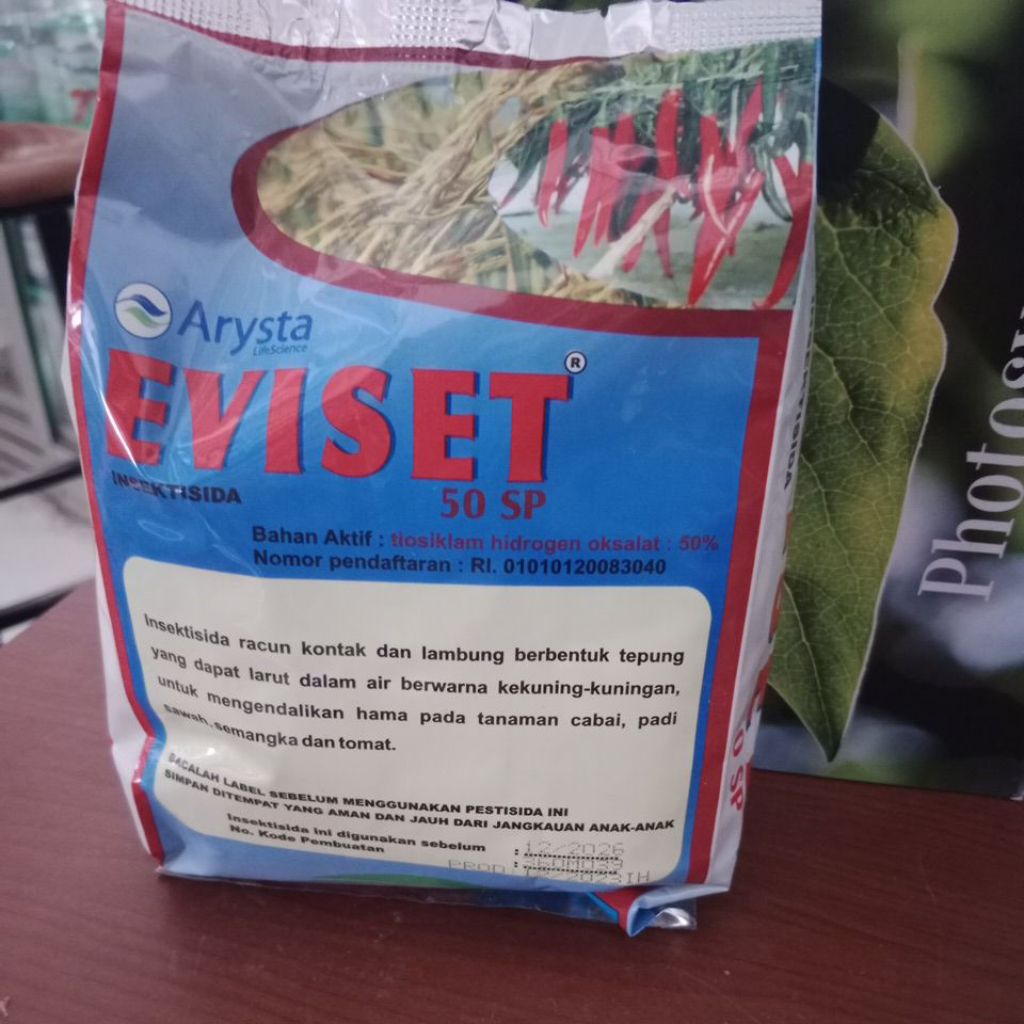 Arysta
LifeScience
EVISET®
INSEKTISIDA
50 SP
Bahan Aktif : tiosiklam hidrogen oksalat : 50%
Nomor pendaftaran : RI. 01010120083040
Insektisida racun kontak dan lambung berbentuk tepung
yang dapat larut dalam air berwarna kekuning-kuningan,
untuk mengendalikan hama pada tanaman cabai, padi
sawah, semangka dan tomat.
BACALAH LABEL SEBELUM MENGGUNAKAN PESTISIDA INI
SIMPAN DITEMPAT YANG AMAN DAN JAUH DARI JANGKAUAN ANAK-ANAK
Insektisida ini digunakan sebelum : 12/2026
No. Kode Pembuatan :
PROD
SP
Photos